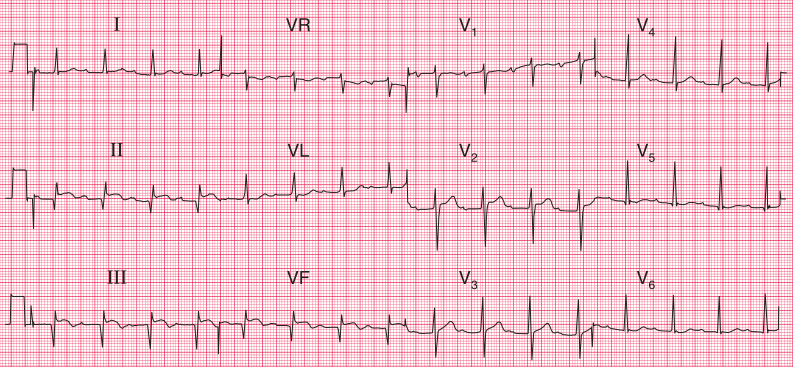 I VR V₁ V₄
II VL V₂ V₅
III VF V₃ V₆